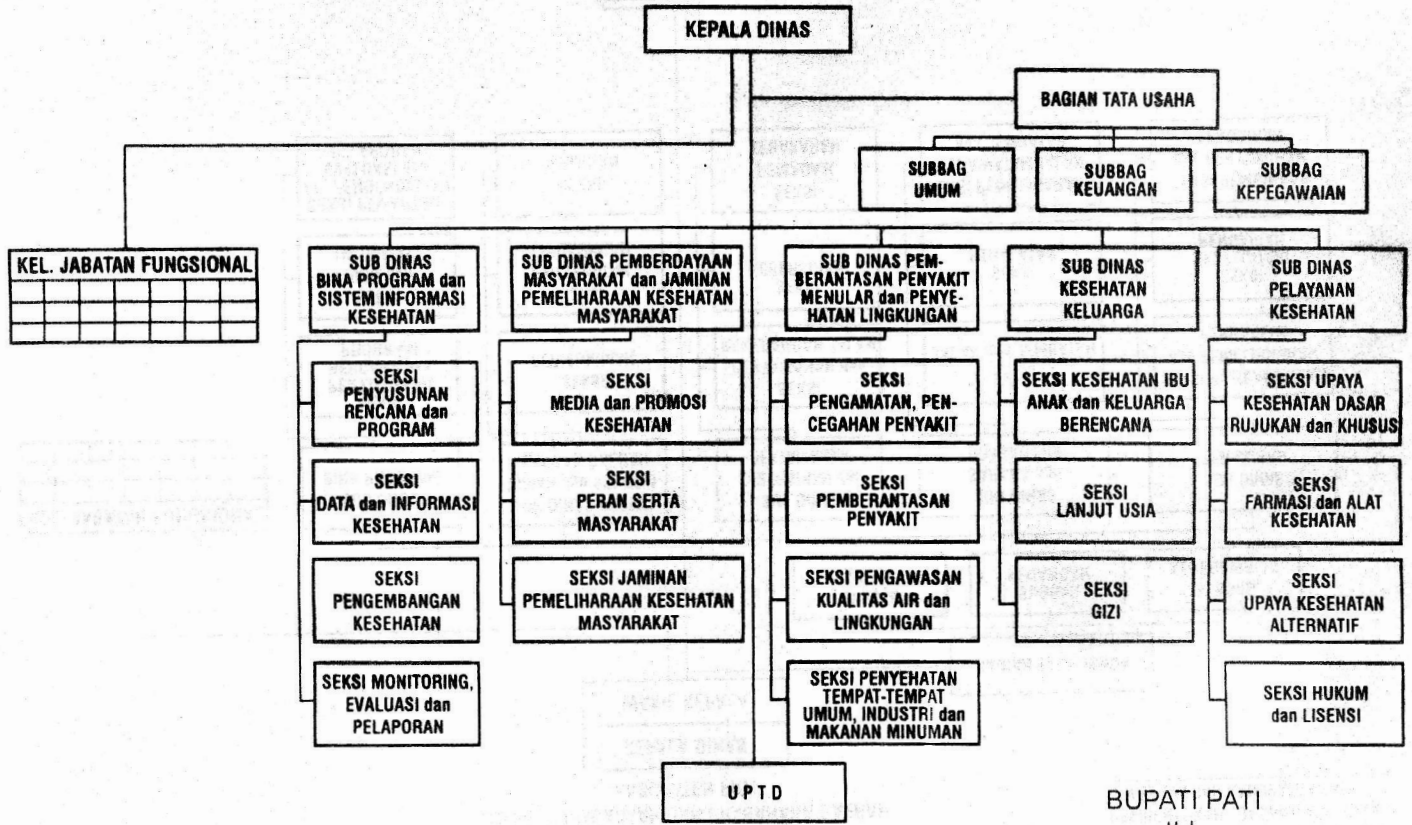 KEPALA DINAS
BAGIAN TATA USAHA
SUBBAG
UMUM
SUBBAG
KEUANGAN
SUBBAG
KEPEGAWAIAN
KEL. JABATAN FUNGSIONAL
SUB DINAS
BINA PROGRAM dan
SISTEM INFORMASI
KESEHATAN
SUB DINAS PEMBERDAYAAN
MASYARAKAT dan JAMINAN
PEMELIHARAAN KESEHATAN
MASYARAKAT
SUB DINAS PEM-
BERANTASAN PENYAKIT
MENULAR dan PENYE-
HATAN LINGKUNGAN
SUB DINAS
KESEHATAN
KELUARGA
SUB DINAS
PELAYANAN
KESEHATAN
SEKSI
PENYUSUNAN
RENCANA dan
PROGRAM
SEKSI
MEDIA dan PROMOSI
KESEHATAN
SEKSI
PENGAMATAN, PEN-
CEGAHAN PENYAKIT
SEKSI KESEHATAN IBU
ANAK dan KELUARGA
BERENCANA
SEKSI UPAYA
KESEHATAN DASAR
RUJUKAN dan KHUSUS
SEKSI
DATA dan INFORMASI
KESEHATAN
SEKSI
PERAN SERTA
MASYARAKAT
SEKSI
PEMBERANTASAN
PENYAKIT
SEKSI
LANJUT USIA
SEKSI
FARMASI dan ALAT
KESEHATAN
SEKSI
PENGEMBANGAN
KESEHATAN
SEKSI JAMINAN
PEMELIHARAAN KESEHATAN
MASYARAKAT
SEKSI PENGAWASAN
KUALITAS AIR dan
LINGKUNGAN
SEKSI
GIZI
SEKSI
UPAYA KESEHATAN
ALTERNATIF
SEKSI MONITORING,
EVALUASI dan
PELAPORAN
SEKSI PENYEHATAN
TEMPAT-TEMPAT
UMUM, INDUSTRI dan
MAKANAN MINUMAN
SEKSI HUKUM
dan LISENSI
UPTD
BUPATI PATI